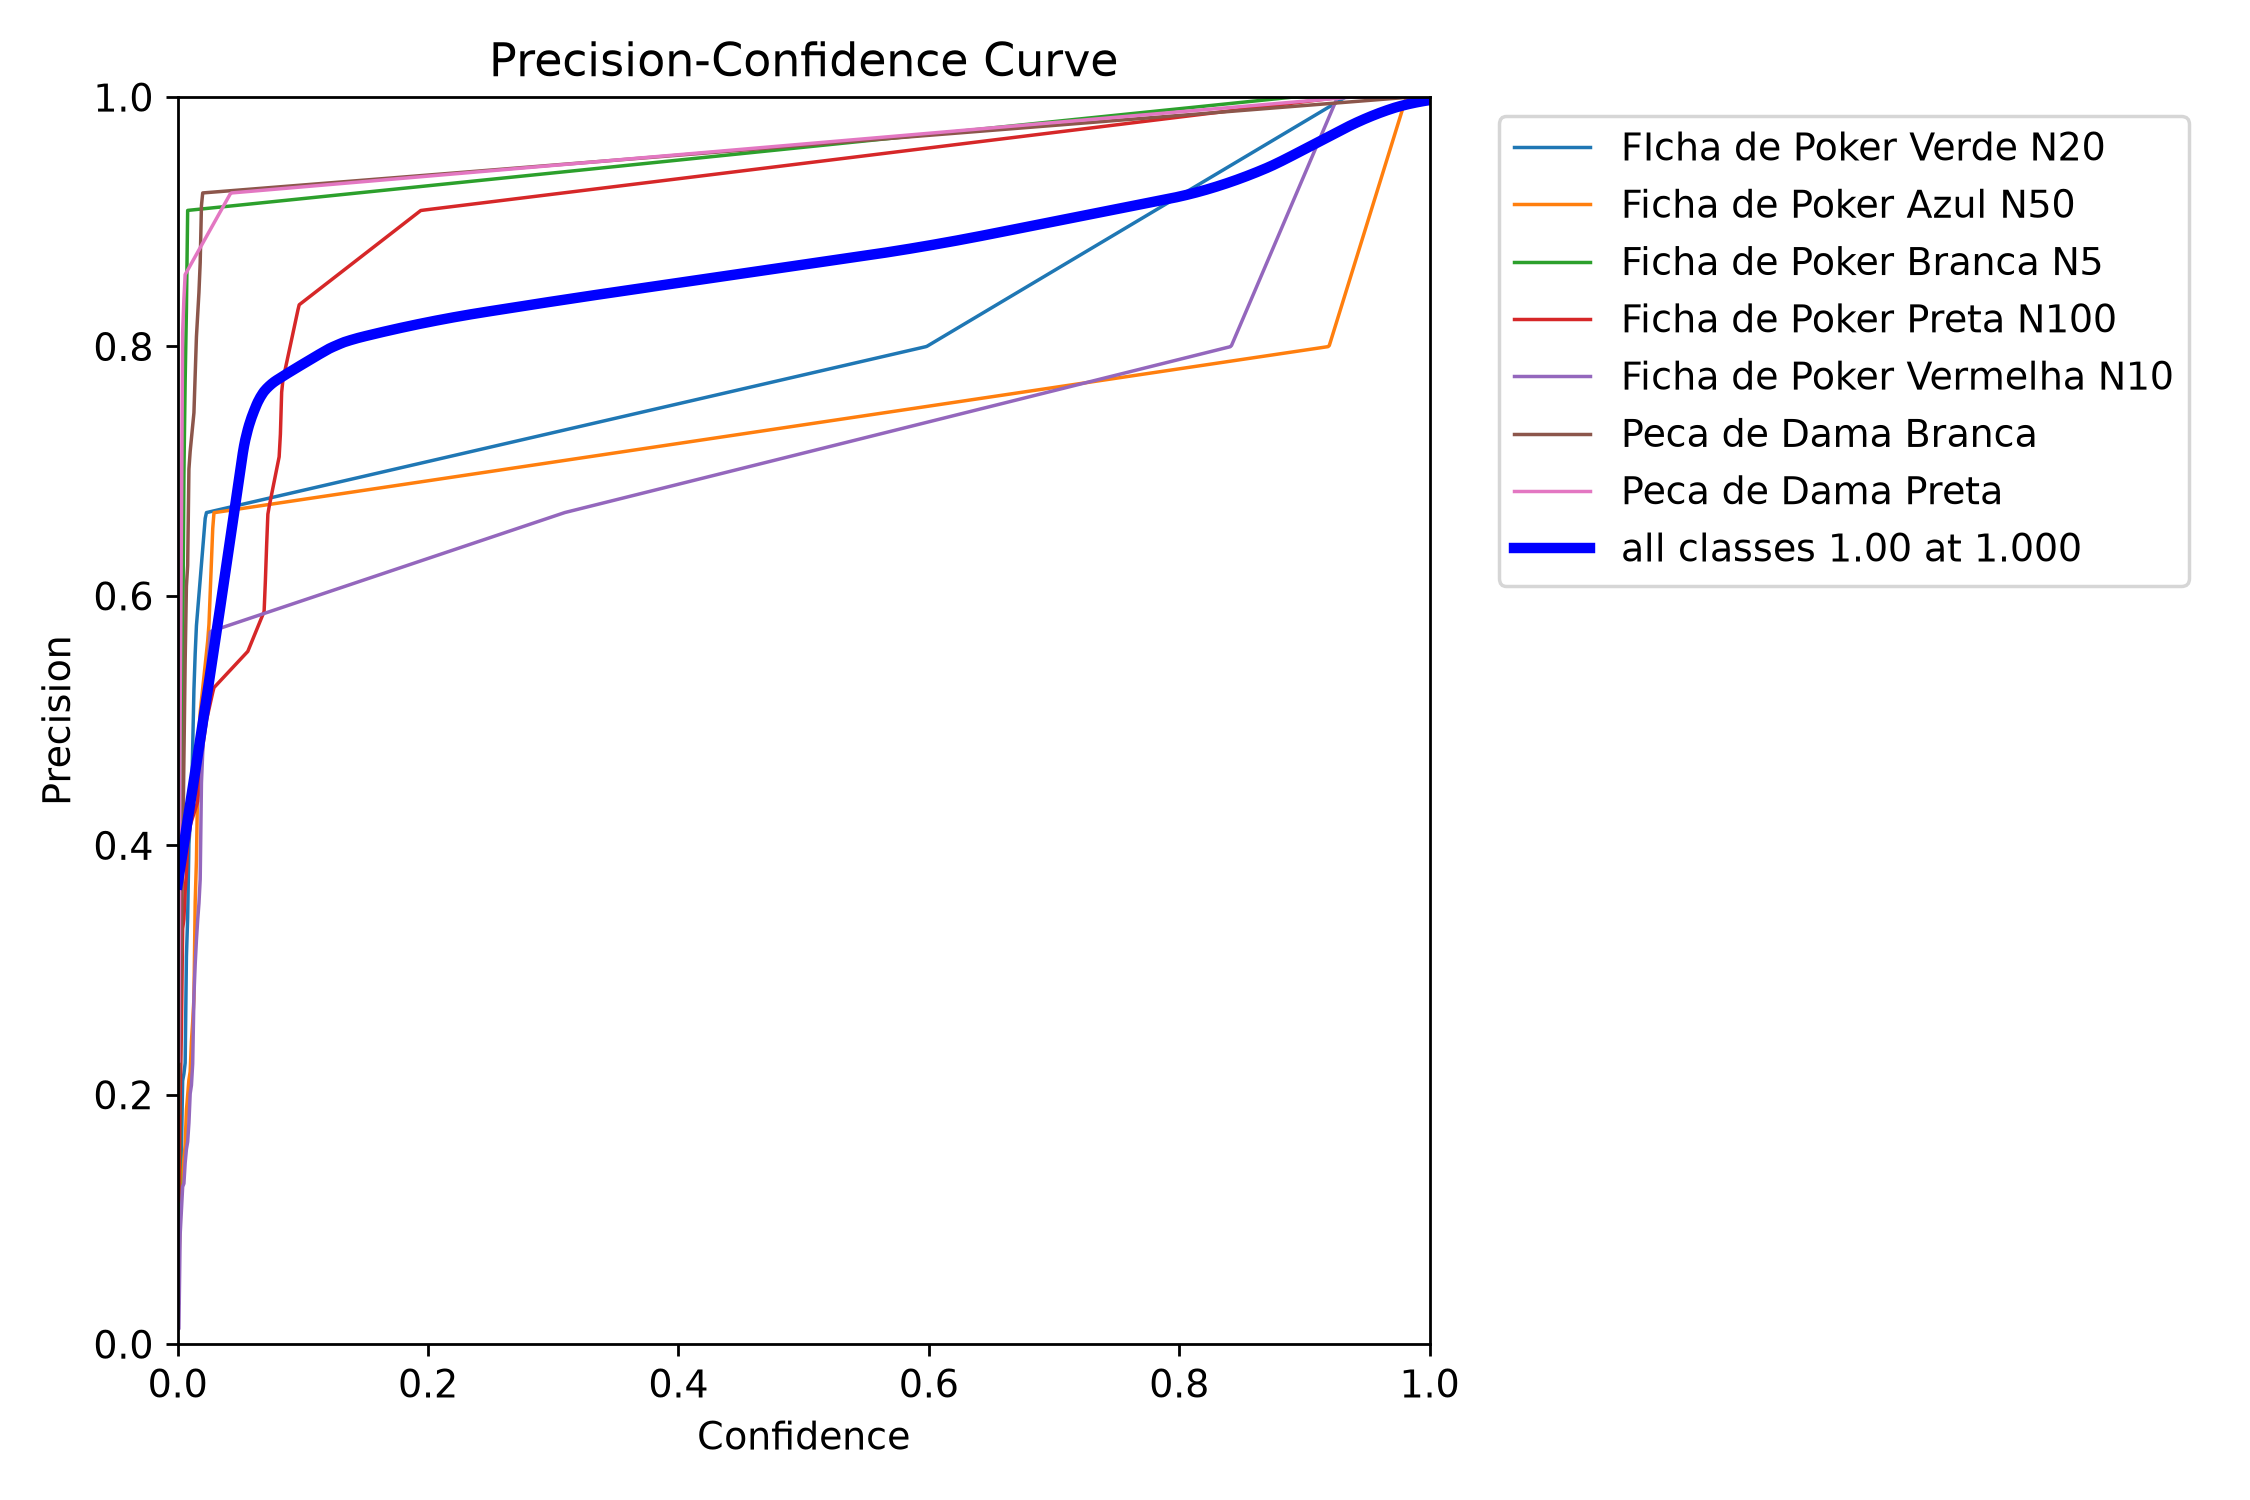 Precision-Confidence Curve
1.0
0.8
0.6
0.4
0.2
0.0
Precision
0.0 0.2 0.4 0.6 0.8 1.0
Confidence
FIcha de Poker Verde N20
Ficha de Poker Azul N50
Ficha de Poker Branca N5
Ficha de Poker Preta N100
Ficha de Poker Vermelha N10
Peca de Dama Branca
Peca de Dama Preta
all classes 1.00 at 1.000